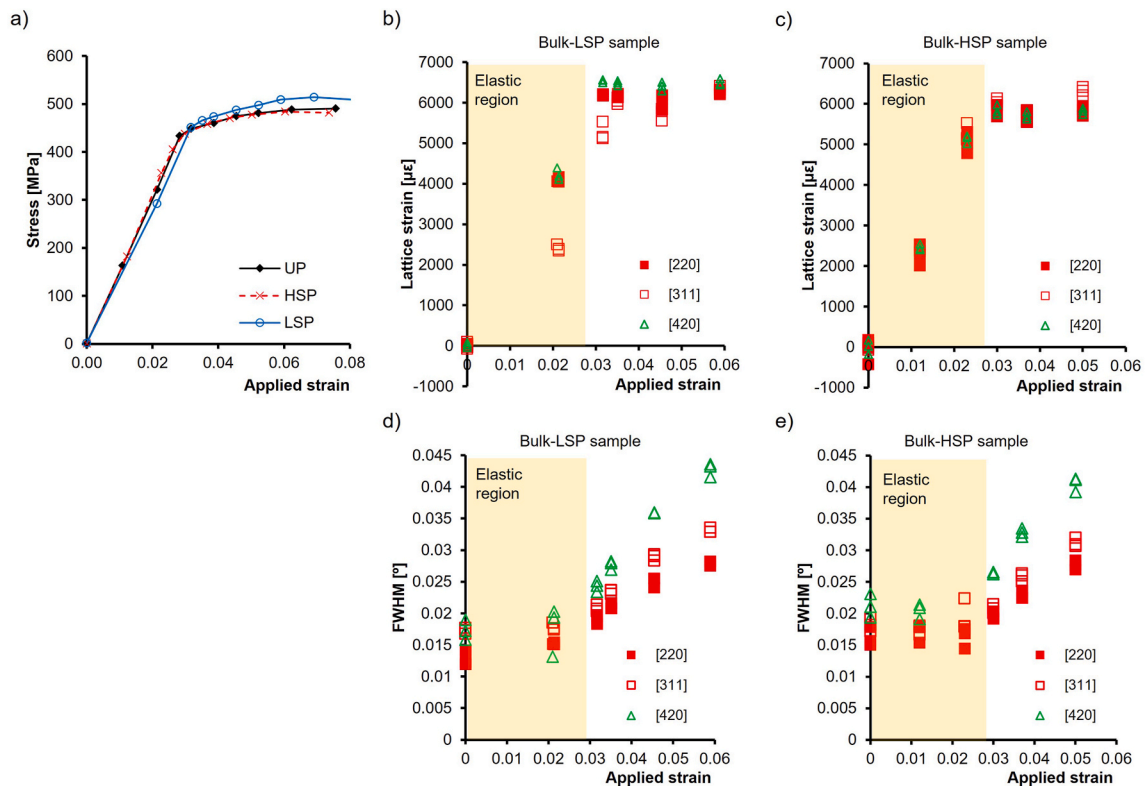 a)
600
500
400
300
200
100
0
Stress [MPa]
UP
HSP
LSP
0.00 0.02 0.04 0.06 0.08
Applied strain
b)
Bulk-LSP sample
7000
6000
5000
4000
3000
2000
1000
0
-1000
Lattice strain [με]
Elastic
region
[220]
[311]
[420]
0 0.01 0.02 0.03 0.04 0.05 0.06
Applied strain
c)
Bulk-HSP sample
7000
6000
5000
4000
3000
2000
1000
0
-1000
Lattice strain [με]
Elastic
region
[220]
[311]
[420]
0 0.01 0.02 0.03 0.04 0.05 0.06
Applied strain
d)
Bulk-LSP sample
0.045
0.04
0.035
0.03
0.025
0.02
0.015
0.01
0.005
0
FWHM [º]
Elastic
region
[220]
[311]
[420]
0 0.01 0.02 0.03 0.04 0.05 0.06
Applied strain
e)
Bulk-HSP sample
0.045
0.04
0.035
0.03
0.025
0.02
0.015
0.01
0.005
0
FWHM [º]
Elastic
region
[220]
[311]
[420]
0 0.01 0.02 0.03 0.04 0.05 0.06
Applied strain